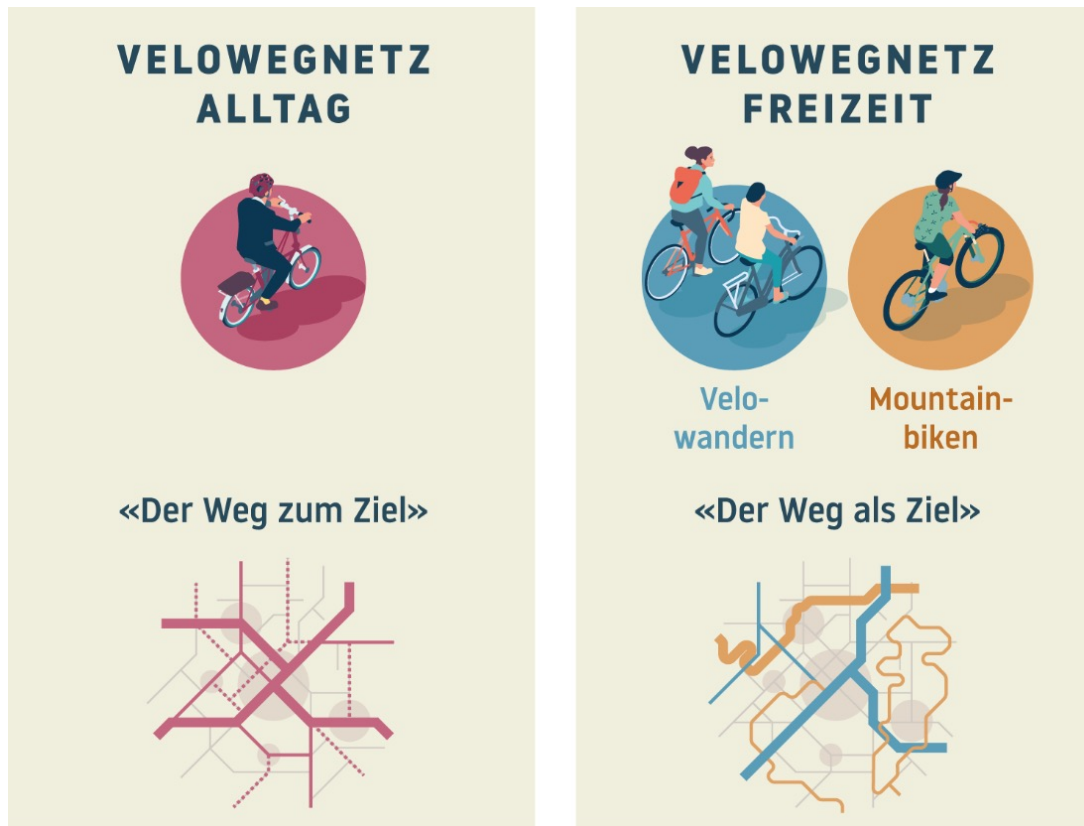 VELOWEGNETZ
ALLTAG
«Der Weg zum Ziel»
VELOWEGNETZ
FREIZEIT
Velo-
wandern
Mountain-
biken
«Der Weg als Ziel»